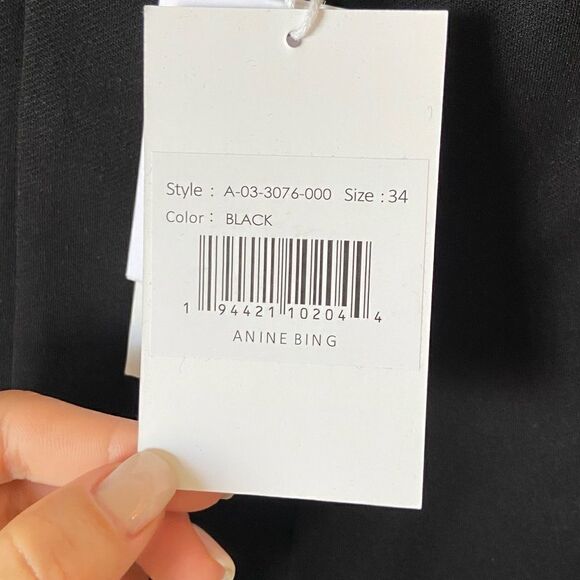 Style : A-03-3076-000 Size : 34
Color : BLACK
1 94421 10204 4
ANINE BING